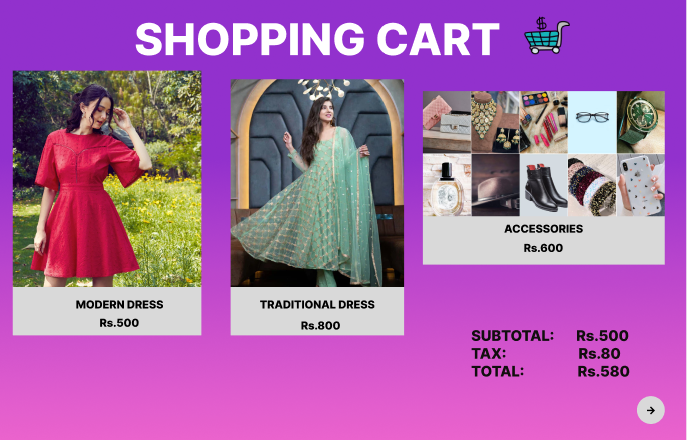 SHOPPING CART
MODERN DRESS
Rs.500
TRADITIONAL DRESS
Rs.800
ACCESSORIES
Rs.600
SUBTOTAL: Rs.500
TAX: Rs.80
TOTAL: Rs.580